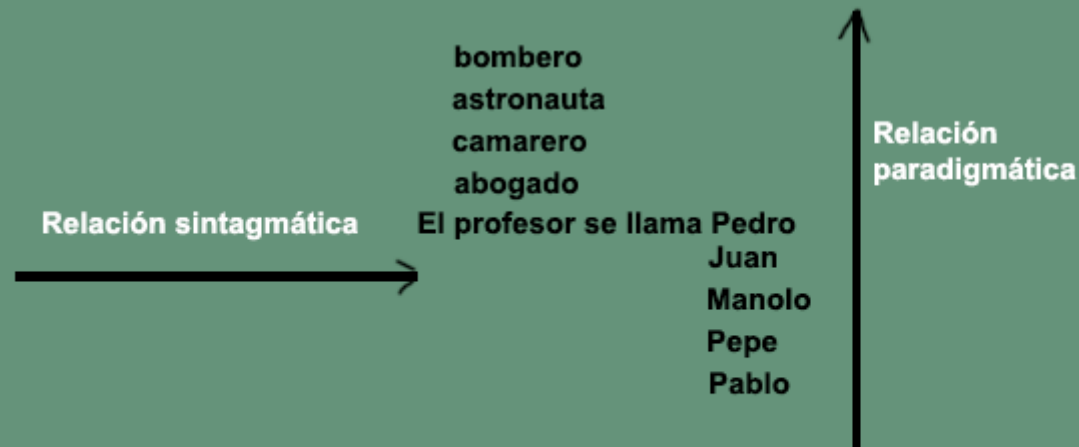 bombero
astronauta
camarero
abogado
Relación
paradigmática
Relación sintagmática
El profesor se llama Pedro
Juan
Manolo
Pepe
Pablo